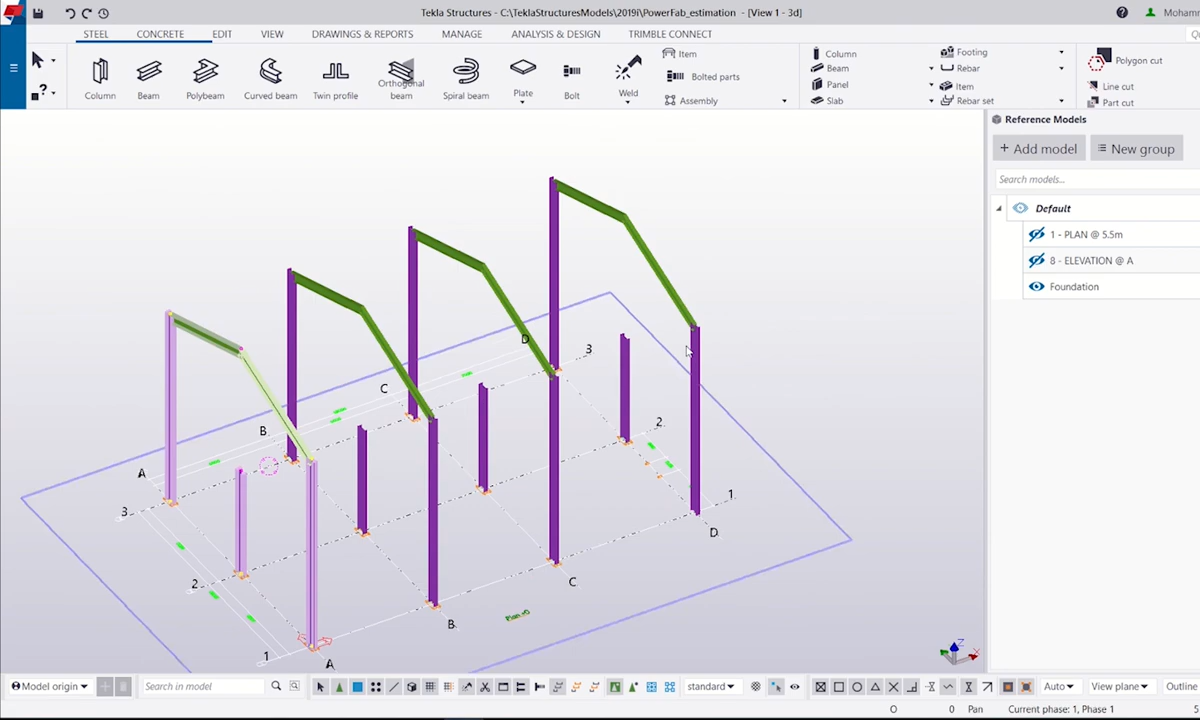 Tekla Structures - C:\TeklaStructuresModels\2019i\PowerFab_estimation - [View 1 - 3d]
Mohamm
STEEL CONCRETE EDIT VIEW DRAWINGS & REPORTS MANAGE ANALYSIS & DESIGN TRIMBLE CONNECT
Qu
Column
Beam
Polybeam
Curved beam
Twin profile
Orthogonal
beam
Spiral beam
Plate
Bolt
Weld
Item
Bolted parts
Assembly
Column
Beam
Panel
Slab
Footing
Rebar
Item
Rebar set
Polygon cut
Line cut
Part cut
Reference Models
+ Add model
New group
Search models...
Default
1 - PLAN @ 5.5m
8 - ELEVATION @ A
Foundation
D
3
C
B
2
A
3
1
D
2
C
B
1
A
Model origin
Search in model
standard
Auto
View plane
Outline
O 0 Pan Current phase: 1, Phase 1 5